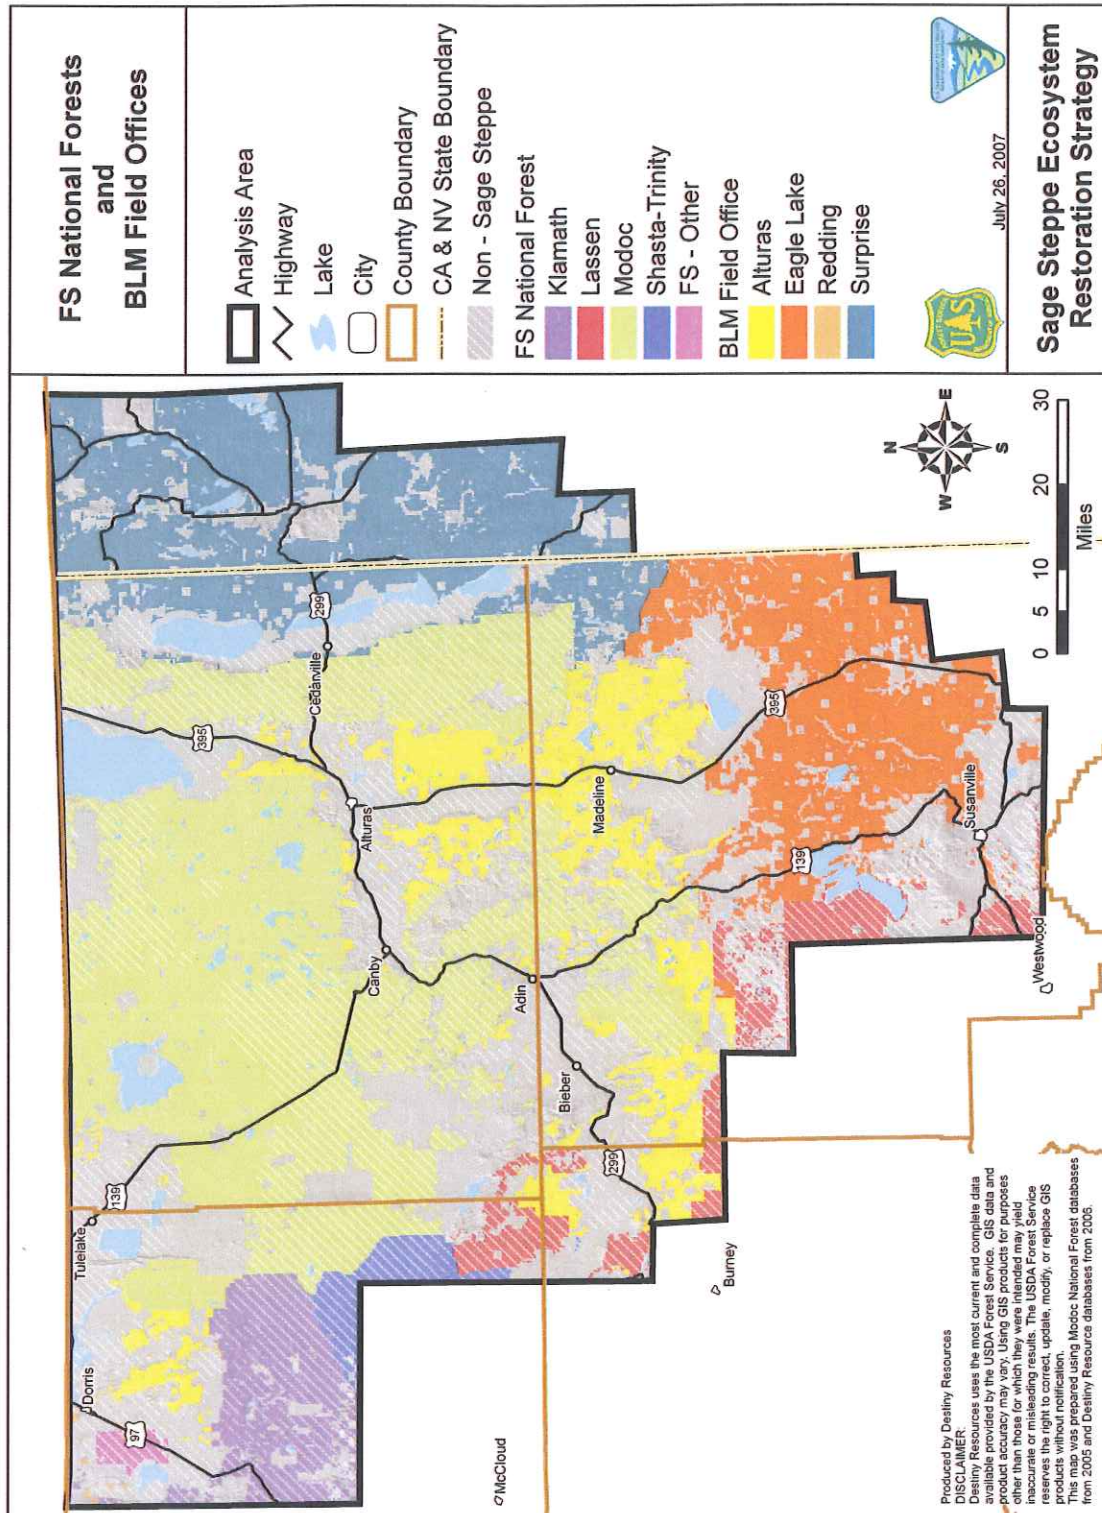 FS National Forests
and
BLM Field Offices
Analysis Area
Highway
Lake
City
County Boundary
CA & NV State Boundary
Non - Sage Steppe
FS National Forest
Klamath
Lassen
Modoc
Shasta-Trinity
FS - Other
BLM Field Office
Alturas
Eagle Lake
Redding
Surprise
July 26, 2007
FOREST SERVICE
US
Sage Steppe Ecosystem
Restoration Strategy
Dorris
97
Tulelake
139
395
Cedarville
299
Alturas
Canby
Adin
Bieber
299
Madeline
395
139
Susanville
Westwood
Burney
McCloud
N
W
E
S
0
5
10
20
30
Miles
Produced by Destiny Resources
DISCLAIMER:
Destiny Resources uses the most current and complete data
available provided by the USDA Forest Service. GIS data and
product accuracy may vary. Using GIS products for purposes
other than those for which they were intended may yield
inaccurate or misleading results. The USDA Forest Service
reserves the right to correct, update, modify, or replace GIS
products without notification.
This map was prepared using Modoc National Forest databases
from 2005 and Destiny Resource databases from 2006.